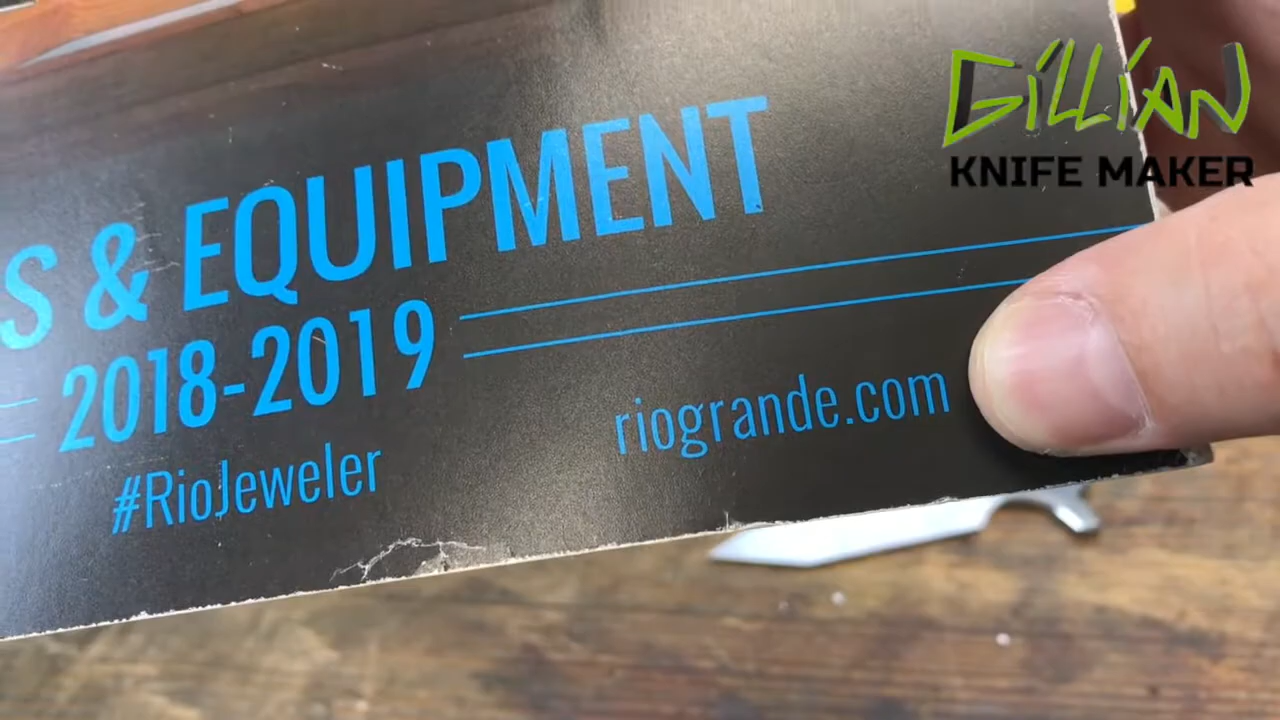 GILLIAN
KNIFE MAKER
S & EQUIPMENT
2018-2019
#RioJeweler
riogrande.com